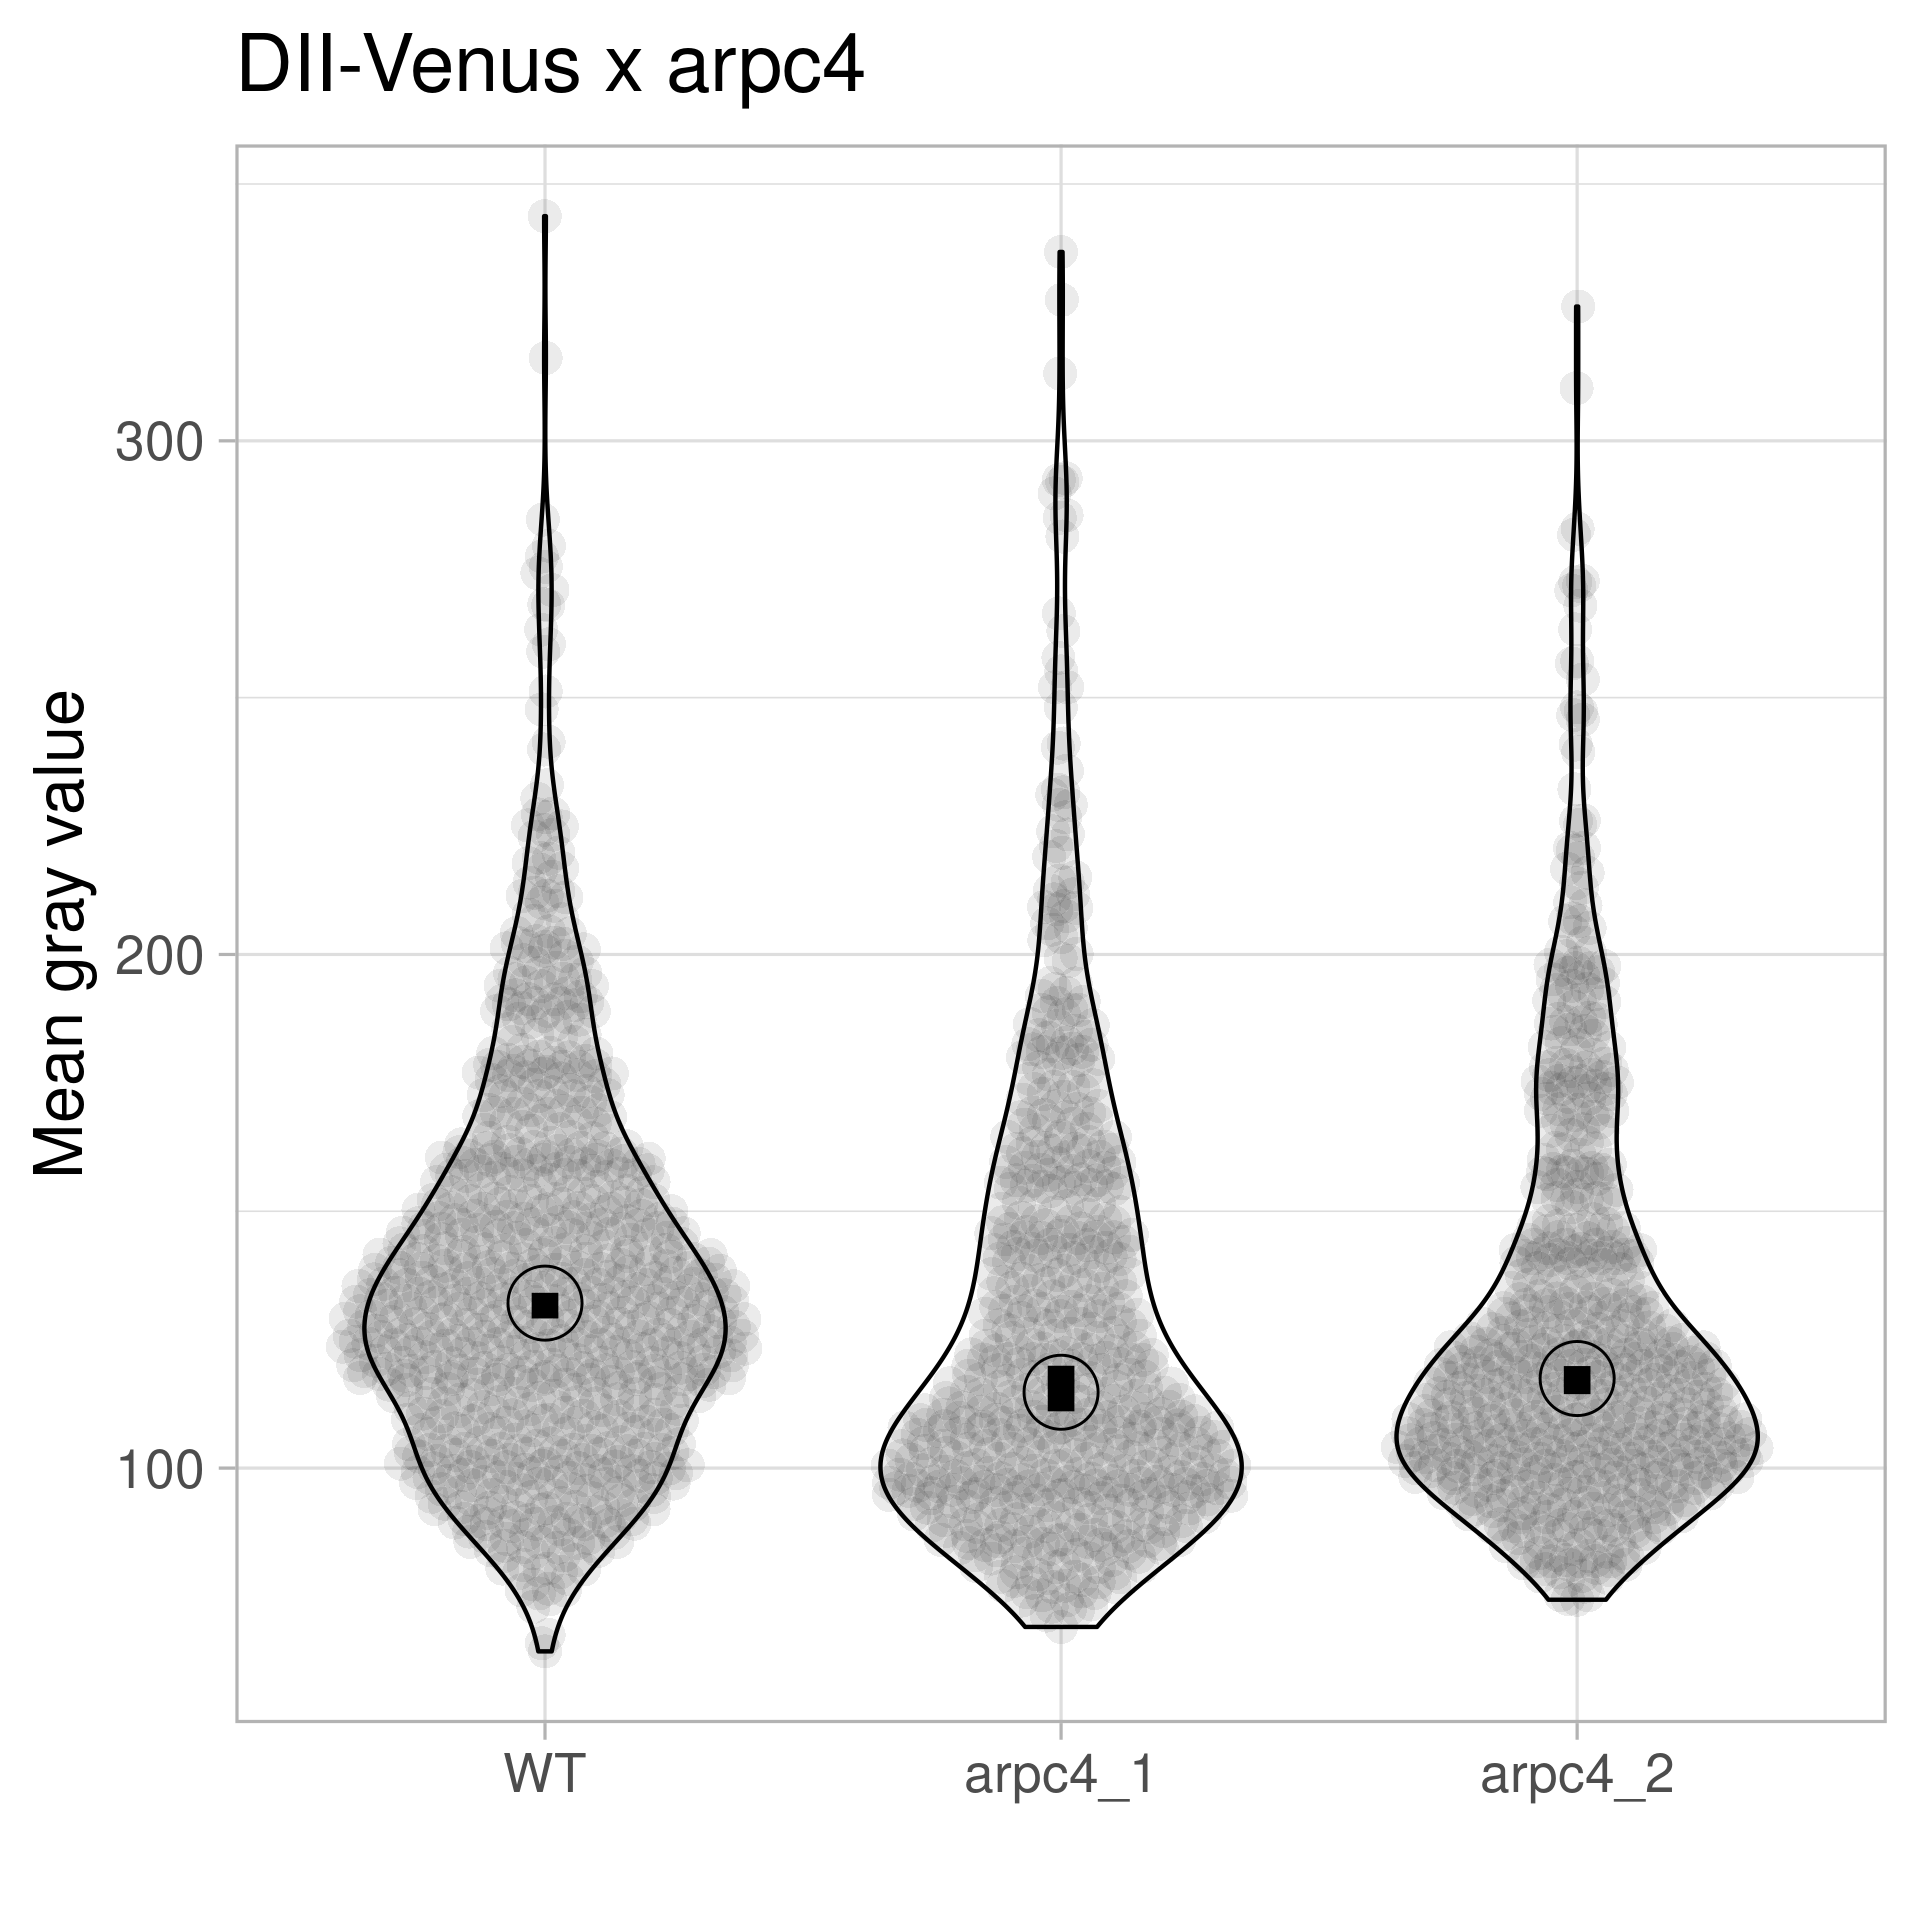 DII-Venus x arpc4
Mean gray value
300
200
100
WT
arpc4_1
arpc4_2